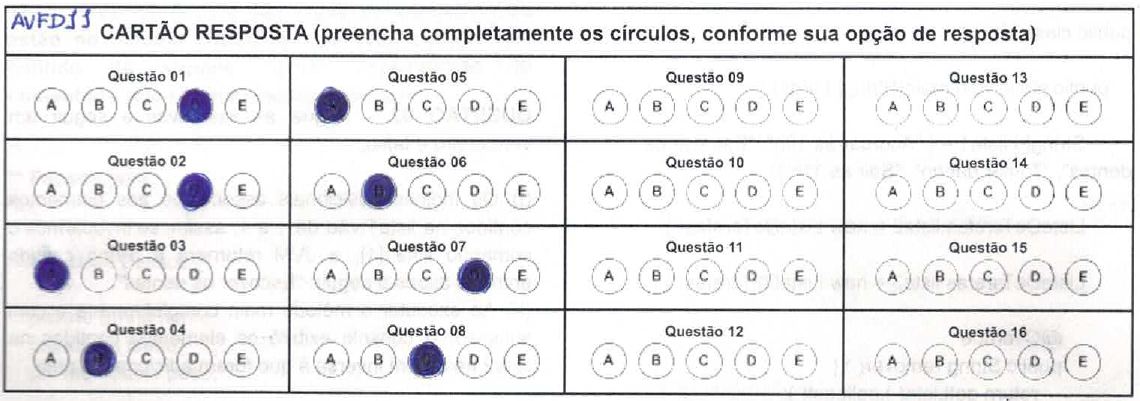 AVFD11
CARTÃO RESPOSTA (preencha completamente os círculos, conforme sua opção de resposta)
Questão 01 Questão 05 Questão 09 Questão 13
A B C D E A B C D E A B C D E A B C D E
Questão 02 Questão 06 Questão 10 Questão 14
A B C D E A B C D E A B C D E A B C D E
Questão 03 Questão 07 Questão 11 Questão 15
A B C D E A B C D E A B C D E A B C D E
Questão 04 Questão 08 Questão 12 Questão 16
A B C D E A B C D E A B C D E A B C D E